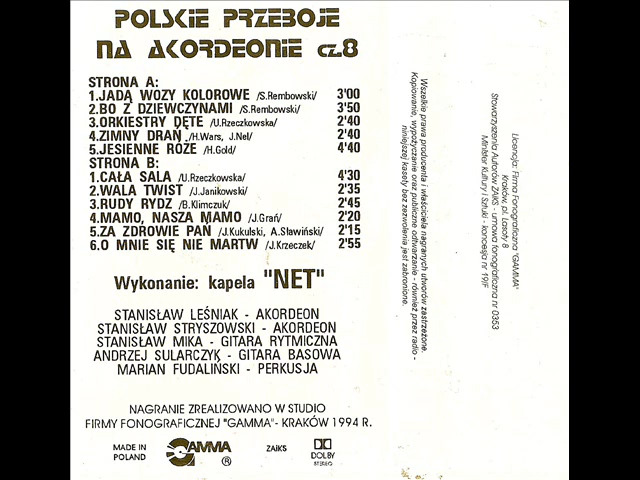 POLSKIE PRZEBOJE
NA AKORDEONIE cz.8
STRONA A:
1.JADĄ WOZY KOLOROWE /S.Rembowski/ 3'00
2.BO Z DZIEWCZYNAMI /S.Rembowski/ 3'50
3.ORKIESTRY DĘTE /U.Rzeczkowska/ 2'40
4.ZIMNY DRAŃ /H.Wars, J.Nel/ 2'40
5.JESIENNE RÓŻE /H.Gold/ 4'40
STRONA B:
1.CAŁA SALA /U.Rzeczkowska 4'30
2.WALA TWIST /J.Janikowski/ 2'35
3.RUDY RYDZ /B.Klimczuk/ 2'45
4.MAMO, NASZA MAMO /J.Grań/ 2'20
5.ZA ZDROWIE PAŃ /J.Kukulski, A.Sławiński/ 2'15
6.O MNIE SIĘ NIE MARTW /J.Krzeczek/ 2'55
Wykonanie: kapela "NET"
STANISŁAW LEŚNIAK - AKORDEON
STANISŁAW STRYSZOWSKI - AKORDEON
STANISŁAW MIKA - GITARA RYTMICZNA
ANDRZEJ SULARCZYK - GITARA BASOWA
MARIAN FUDALIŃSKI - PERKUSJA
NAGRANIE ZREALIZOWANO W STUDIO
FIRMY FONOGRAFICZNEJ "GAMMA"- KRAKÓW 1994 R.
MADE IN
POLAND
GAMMA
®
ZAiKS
DOLBY
STEREO
Wszelkie prawa producenta i właściciela nagranych utworów zastrzeżone.
Kopiowanie, wypożyczanie oraz publiczne odtwarzanie - również przez radio -
niniejszej kasety bez zezwolenia jest zabronione.
Licencja: Firma Fonograficzna "GAMMA"
Kraków, pl. Lasoty 8
Stowarzyszenia Autorów ZAIKS - umowa fonograficzna nr 0353
Minister Kultury i Sztuki - koncesja nr 19/F